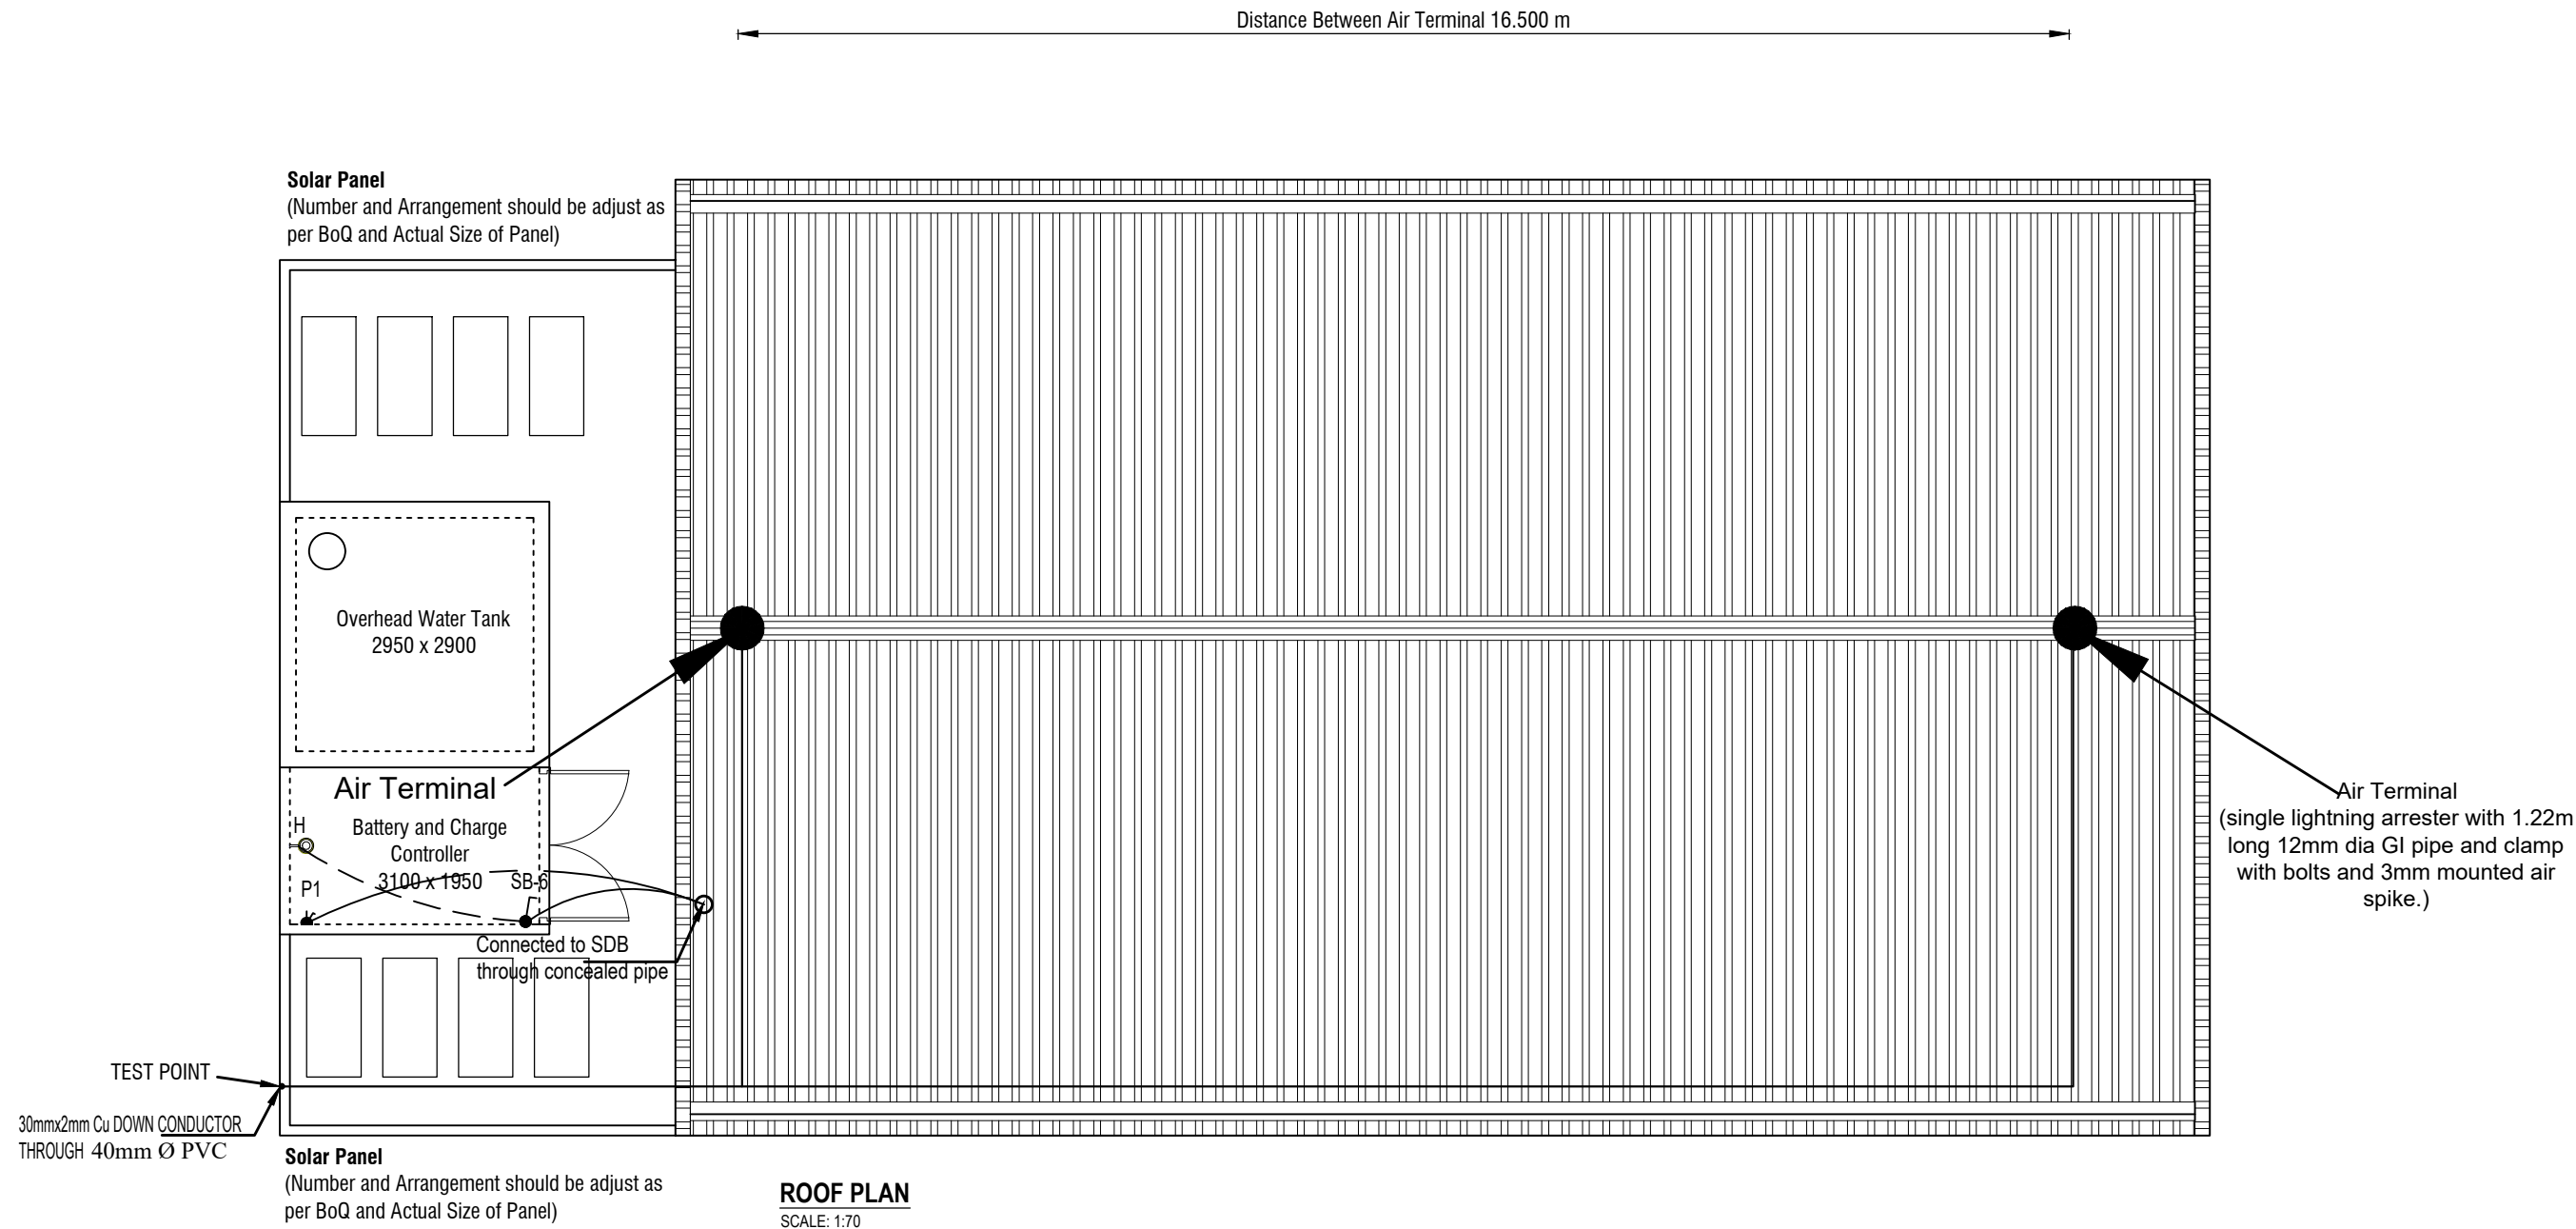 Distance Between Air Terminal 16.500 m
Solar Panel
(Number and Arrangement should be adjust as
per BoQ and Actual Size of Panel)
Overhead Water Tank
2950 x 2900
Air Terminal
H
Battery and Charge
Controller
3100 x 1950
SB-6
P1
Connected to SDB
through concealed pipe
Air Terminal
(single lightning arrester with 1.22m
long 12mm dia GI pipe and clamp
with bolts and 3mm mounted air
spike.)
TEST POINT
30mmx2mm Cu DOWN CONDUCTOR
THROUGH 40mm Ø PVC
Solar Panel
(Number and Arrangement should be adjust as
per BoQ and Actual Size of Panel)
ROOF PLAN
SCALE: 1:70